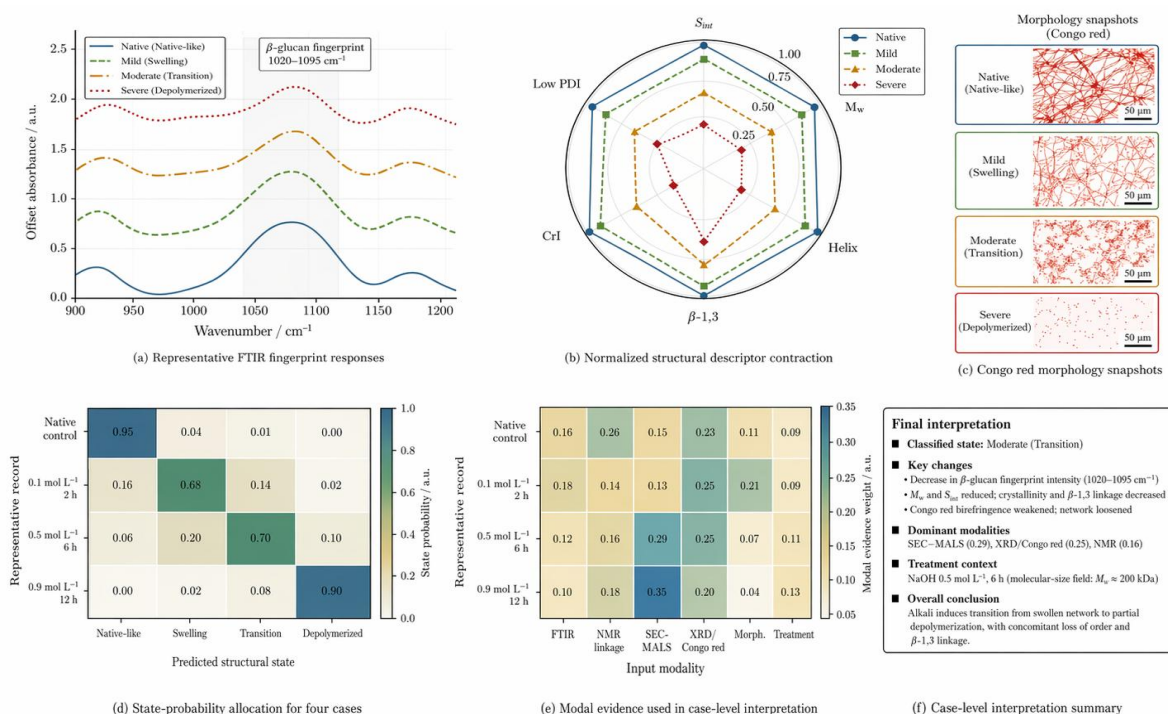 2.5
2.0
1.5
1.0
0.5
0.0
Offset absorbance / a.u.
Native (Native-like)
Mild (Swelling)
Moderate (Transition)
Severe (Depolymerized)
β-glucan fingerprint
1020–1095 cm⁻¹
900 950 1000 1050 1100 1150 1200
Wavenumber / cm⁻¹
(a) Representative FTIR fingerprint responses
S_int
Native
Mild
Moderate
Severe
1.00
0.75
0.50
0.25
Low PDI
M_w
CrI
Helix
β-1,3
(b) Normalized structural descriptor contraction
Morphology snapshots
(Congo red)
Native
(Native-like)
50 μm
Mild
(Swelling)
50 μm
Moderate
(Transition)
50 μm
Severe
(Depolymerized)
50 μm
(c) Congo red morphology snapshots
Representative record
Native
control
0.95 0.04 0.01 0.00
0.1 mol L⁻¹
2 h
0.16 0.68 0.14 0.02
0.5 mol L⁻¹
6 h
0.06 0.20 0.70 0.10
0.9 mol L⁻¹
12 h
0.00 0.02 0.08 0.90
Native-like Swelling Transition Depolymerized
Predicted structural state
1.0
0.8
0.6
0.4
0.2
0.0
State probability / a.u.
(d) State-probability allocation for four cases
Representative record
Native
control
0.16 0.26 0.15 0.23 0.11 0.09
0.1 mol L⁻¹
2 h
0.18 0.14 0.13 0.25 0.21 0.09
0.5 mol L⁻¹
6 h
0.12 0.16 0.29 0.25 0.07 0.11
0.9 mol L⁻¹
12 h
0.10 0.18 0.35 0.20 0.04 0.13
FTIR NMR SEC- XRD/ Morph. Treatment
linkage MALS Congo red
Input modality
0.35
0.30
0.25
0.20
0.15
0.10
0.05
Modal evidence weight / a.u.
(e) Modal evidence used in case-level interpretation
Final interpretation
■ Classified state: Moderate (Transition)
■ Key changes
• Decrease in β-glucan fingerprint intensity (1020–1095 cm⁻¹)
• M_w and S_int reduced; crystallinity and β-1,3 linkage decreased
• Congo red birefringence weakened; network loosened
■ Dominant modalities
SEC–MALS (0.29), XRD/Congo red (0.25), NMR (0.16)
■ Treatment context
NaOH 0.5 mol L⁻¹, 6 h (molecular-size field: M_w ≈ 200 kDa)
■ Overall conclusion
Alkali induces transition from swollen network to partial
depolymerization, with concomitant loss of order and
β-1,3 linkage.
(f) Case-level interpretation summary